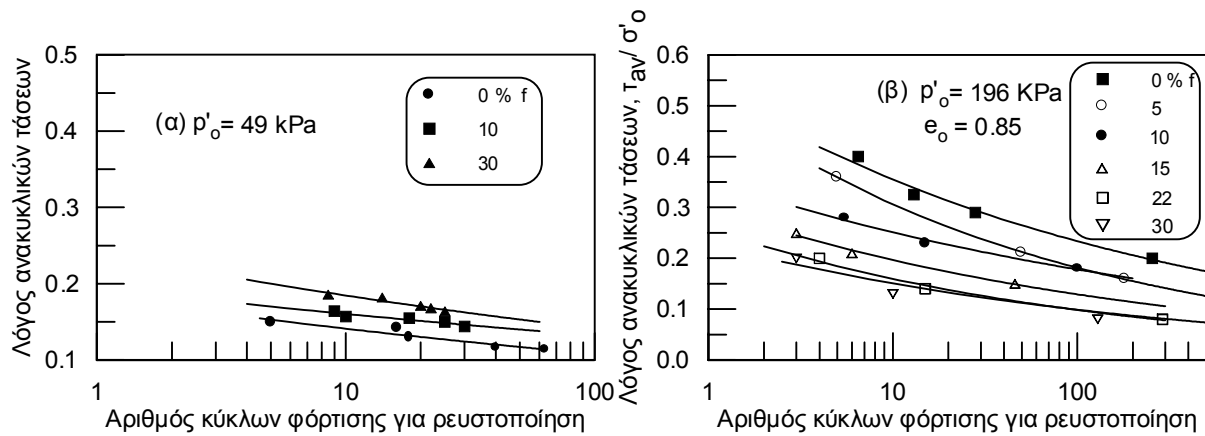 Λόγος ανακυκλικών τάσεων
0.5
0.4
0.3
0.2
0.1
(α) p'o= 49 kPa
0 % f
10
30
1
10
100
Αριθμός κύκλων φόρτισης για ρευστοποίηση
Λόγος ανακυκλικών τάσεων, τav/ σ'o
0.6
0.5
0.4
0.3
0.2
0.1
0.0
(β) p'o= 196 KPa
eo = 0.85
0 % f
5
10
15
22
30
1
10
100
Αριθμός κύκλων φόρτισης για ρευστοποίηση